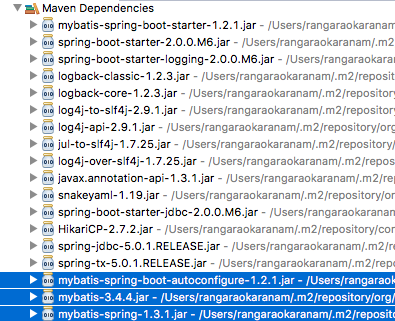 Maven Dependencies
mybatis-spring-boot-starter-1.2.1.jar - /Users/rangaraokaranam/
spring-boot-starter-2.0.0.M6.jar - /Users/rangaraokaranam/.m2/
spring-boot-starter-logging-2.0.0.M6.jar - /Users/rangaraokar
logback-classic-1.2.3.jar - /Users/rangaraokaranam/.m2/reposito
logback-core-1.2.3.jar - /Users/rangaraokaranam/.m2/repository/
log4j-to-slf4j-2.9.1.jar - /Users/rangaraokaranam/.m2/repository
log4j-api-2.9.1.jar - /Users/rangaraokaranam/.m2/repository/org
jul-to-slf4j-1.7.25.jar - /Users/rangaraokaranam/.m2/repository/
log4j-over-slf4j-1.7.25.jar - /Users/rangaraokaranam/.m2/reposi
javax.annotation-api-1.3.1.jar - /Users/rangaraokaranam/.m2/rep
snakeyaml-1.19.jar - /Users/rangaraokaranam/.m2/repository/org
spring-boot-starter-jdbc-2.0.0.M6.jar - /Users/rangaraokarana
HikariCP-2.7.2.jar - /Users/rangaraokaranam/.m2/repository/com
spring-jdbc-5.0.1.RELEASE.jar - /Users/rangaraokaranam/.m2/r
spring-tx-5.0.1.RELEASE.jar - /Users/rangaraokaranam/.m2/rep
mybatis-spring-boot-autoconfigure-1.2.1.jar - /Users/rangarao
mybatis-3.4.4.jar - /Users/rangaraokaranam/.m2/repository/org/
mybatis-spring-1.3.1.jar - /Users/rangaraokaranam/.m2/reposito